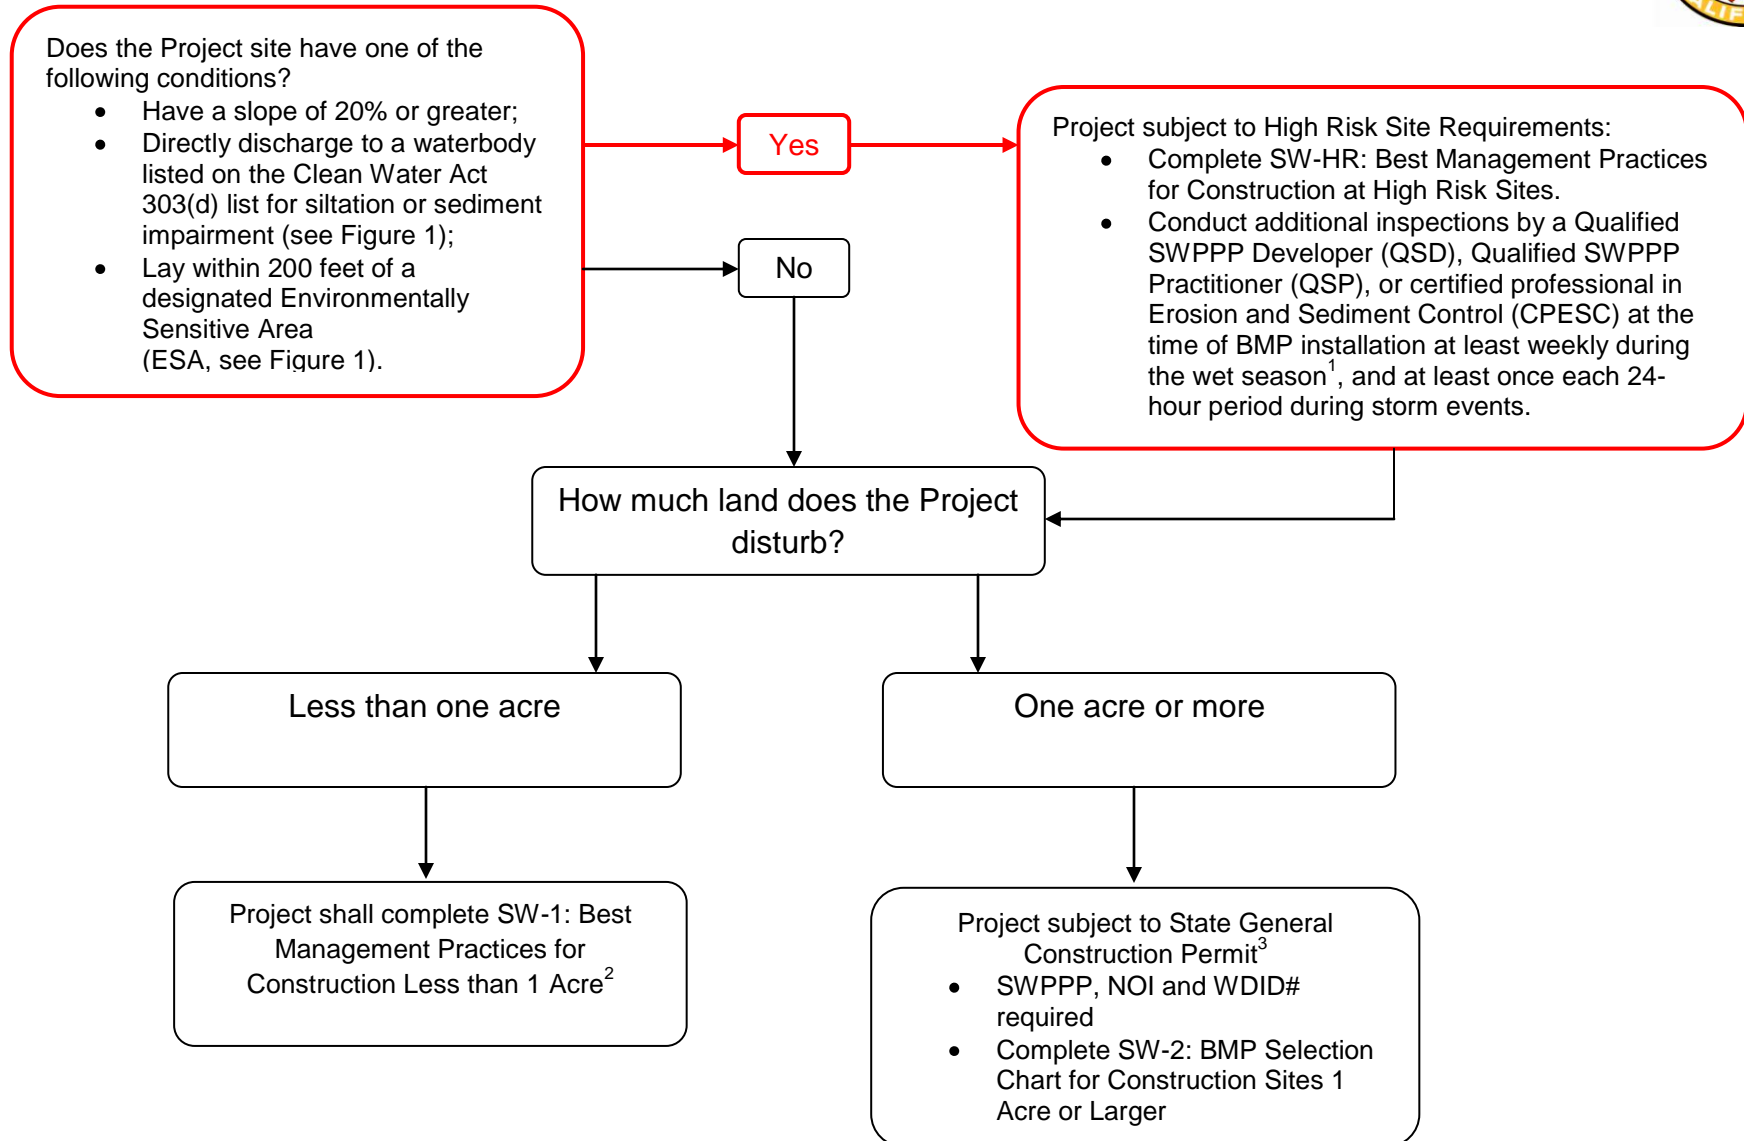 Does the Project site have one of the
following conditions?
• Have a slope of 20% or greater;
• Directly discharge to a waterbody
listed on the Clean Water Act
303(d) list for siltation or sediment
impairment (see Figure 1);
• Lay within 200 feet of a
designated Environmentally
Sensitive Area
(ESA, see Figure 1).
Yes
No
Project subject to High Risk Site Requirements:
• Complete SW-HR: Best Management Practices
for Construction at High Risk Sites.
• Conduct additional inspections by a Qualified
SWPPP Developer (QSD), Qualified SWPPP
Practitioner (QSP), or certified professional in
Erosion and Sediment Control (CPESC) at the
time of BMP installation at least weekly during
the wet season1, and at least once each 24-
hour period during storm events.
How much land does the Project
disturb?
Less than one acre
One acre or more
Project shall complete SW-1: Best
Management Practices for
Construction Less than 1 Acre2
Project subject to State General
Construction Permit3
• SWPPP, NOI and WDID#
required
• Complete SW-2: BMP Selection
Chart for Construction Sites 1
Acre or Larger